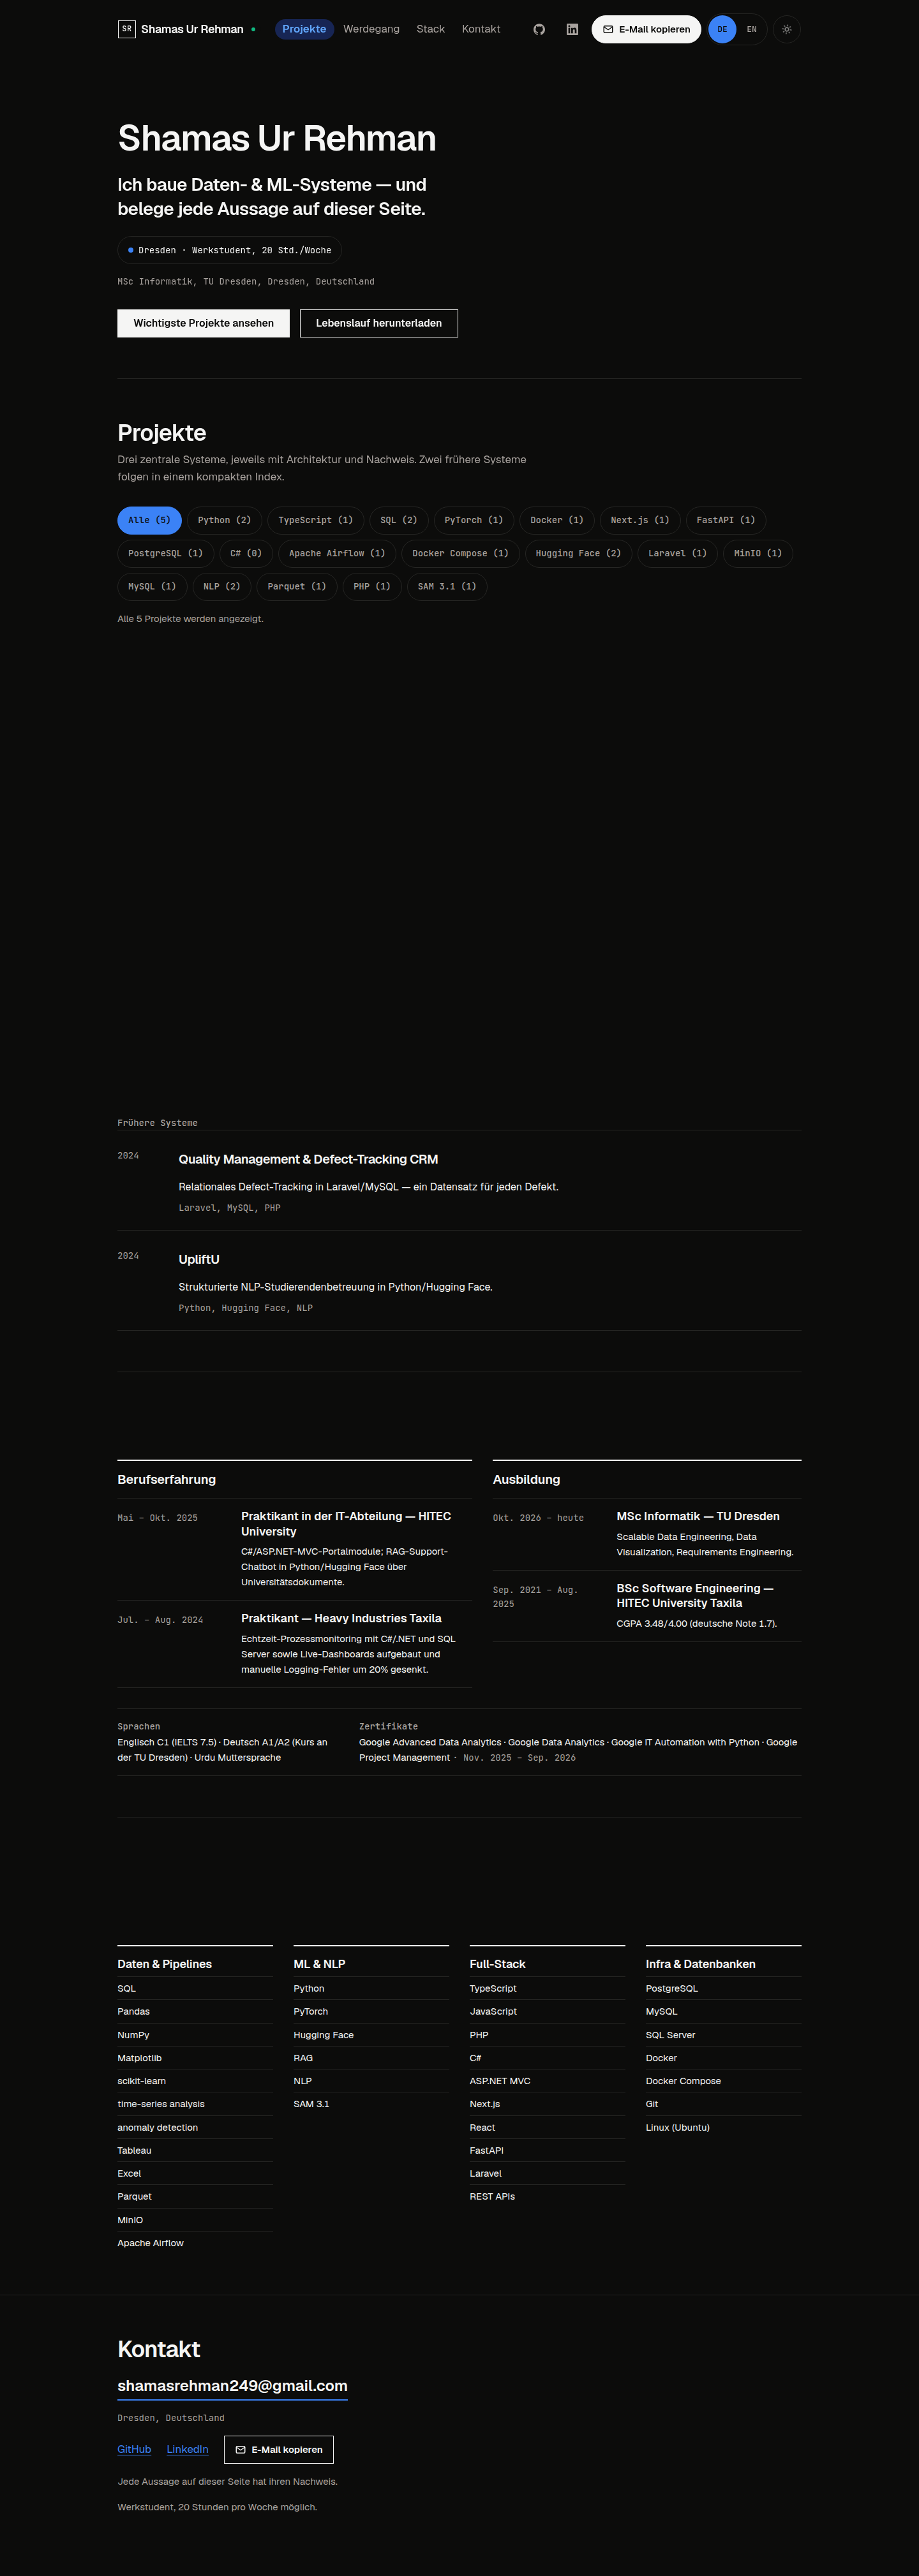 SR Shamas Ur Rehman Projekte Werdegang Stack Kontakt E-Mail kopieren DE EN
Shamas Ur Rehman
Ich baue Daten- & ML-Systeme — und
belege jede Aussage auf dieser Seite.
Dresden · Werkstudent, 20 Std./Woche
MSc Informatik, TU Dresden, Dresden, Deutschland
Wichtigste Projekte ansehen Lebenslauf herunterladen
Projekte
Drei zentrale Systeme, jeweils mit Architektur und Nachweis. Zwei frühere Systeme
folgen in einem kompakten Index.
Alle (5) Python (2) TypeScript (1) SQL (2) PyTorch (1) Docker (1) Next.js (1) FastAPI (1)
PostgreSQL (1) C# (0) Apache Airflow (1) Docker Compose (1) Hugging Face (2) Laravel (1) MinIO (1)
MySQL (1) NLP (2) Parquet (1) PHP (1) SAM 3.1 (1)
Alle 5 Projekte werden angezeigt.
Frühere Systeme
2024 Quality Management & Defect-Tracking CRM
Relationales Defect-Tracking in Laravel/MySQL — ein Datensatz für jeden Defekt.
Laravel, MySQL, PHP
2024 UpliftU
Strukturierte NLP-Studierendenbetreuung in Python/Hugging Face.
Python, Hugging Face, NLP
Berufserfahrung
Mai – Okt. 2025 Praktikant in der IT-Abteilung — HITEC
University
C#/ASP.NET-MVC-Portalmodule; RAG-Support-
Chatbot in Python/Hugging Face über
Universitätsdokumente.
Jul. – Aug. 2024 Praktikant — Heavy Industries Taxila
Echtzeit-Prozessmonitoring mit C#/.NET und SQL
Server sowie Live-Dashboards aufgebaut und
manuelle Logging-Fehler um 20% gesenkt.
Ausbildung
Okt. 2026 – heute MSc Informatik — TU Dresden
Scalable Data Engineering, Data
Visualization, Requirements Engineering.
Sep. 2021 – Aug.
2025
BSc Software Engineering —
HITEC University Taxila
CGPA 3.48/4.00 (deutsche Note 1.7).
Sprachen
Englisch C1 (IELTS 7.5) · Deutsch A1/A2 (Kurs an
der TU Dresden) · Urdu Muttersprache
Zertifikate
Google Advanced Data Analytics · Google Data Analytics · Google IT Automation with Python · Google
Project Management · Nov. 2025 – Sep. 2026
Daten & Pipelines
SQL
Pandas
NumPy
Matplotlib
scikit-learn
time-series analysis
anomaly detection
Tableau
Excel
Parquet
MinIO
Apache Airflow
ML & NLP
Python
PyTorch
Hugging Face
RAG
NLP
SAM 3.1
Full-Stack
TypeScript
JavaScript
PHP
C#
ASP.NET MVC
Next.js
React
FastAPI
Laravel
REST APIs
Infra & Datenbanken
PostgreSQL
MySQL
SQL Server
Docker
Docker Compose
Git
Linux (Ubuntu)
Kontakt
shamasrehman249@gmail.com
Dresden, Deutschland
GitHub LinkedIn E-Mail kopieren
Jede Aussage auf dieser Seite hat ihren Nachweis.
Werkstudent, 20 Stunden pro Woche möglich.